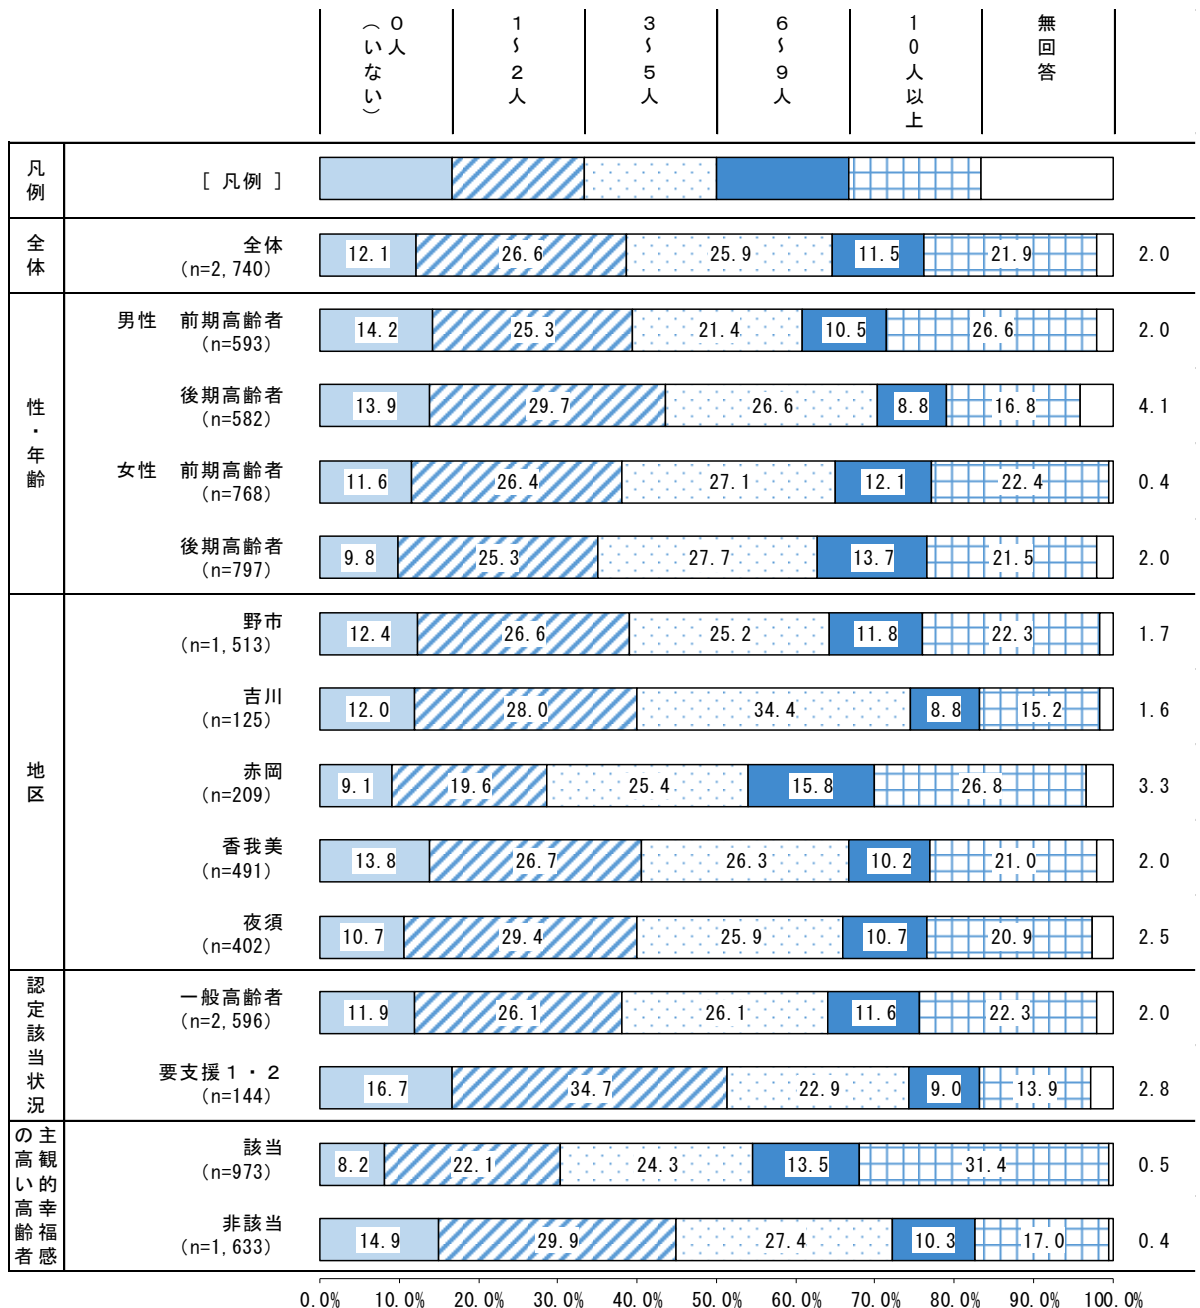 ０人
（いない）
１～２人
３～５人
６～９人
１０人以上
無回答
凡例
[ 凡例 ]
全体
全体
(n=2,740)
12.1 26.6 25.9 11.5 21.9 2.0
性・年齢
男性 前期高齢者
(n=593)
14.2 25.3 21.4 10.5 26.6 2.0
後期高齢者
(n=582)
13.9 29.7 26.6 8.8 16.8 4.1
女性 前期高齢者
(n=768)
11.6 26.4 27.1 12.1 22.4 0.4
後期高齢者
(n=797)
9.8 25.3 27.7 13.7 21.5 2.0
地区
野市
(n=1,513)
12.4 26.6 25.2 11.8 22.3 1.7
吉川
(n=125)
12.0 28.0 34.4 8.8 15.2 1.6
赤岡
(n=209)
9.1 19.6 25.4 15.8 26.8 3.3
香我美
(n=491)
13.8 26.7 26.3 10.2 21.0 2.0
夜須
(n=402)
10.7 29.4 25.9 10.7 20.9 2.5
認定該当状況
一般高齢者
(n=2,596)
11.9 26.1 26.1 11.6 22.3 2.0
要支援１・２
(n=144)
16.7 34.7 22.9 9.0 13.9 2.8
主観的幸福感
の高い高齢者
該当
(n=973)
8.2 22.1 24.3 13.5 31.4 0.5
非該当
(n=1,633)
14.9 29.9 27.4 10.3 17.0 0.4
0.0% 10.0% 20.0% 30.0% 40.0% 50.0% 60.0% 70.0% 80.0% 90.0% 100.0%